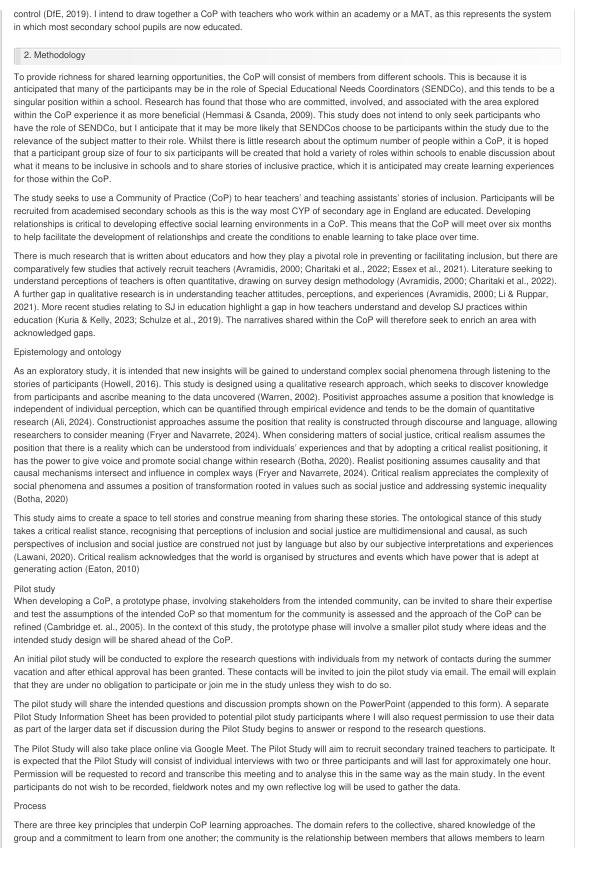 control (DfE, 2019). I intend to draw together a CoP with teachers who work within an academy or a MAT, as this represents the system
in which most secondary school pupils are now educated.
2. Methodology
To provide richness for shared learning opportunities, the CoP will consist of members from different schools. This is because it is
anticipated that many of the participants may be in the role of Special Educational Needs Coordinators (SENDCo), and this tends to be a
singular position within a school. Research has found that those who are committed, involved, and associated with the area explored
within the CoP experience it as more beneficial (Hemmasi & Csanda, 2009). This study does not intend to only seek participants who
have the role of SENDCo, but I anticipate that it may be more likely that SENDCos choose to be participants within the study due to the
relevance of the subject matter to their role. Whilst there is little research about the optimum number of people within a CoP, it is hoped
that a participant group size of four to six participants will be created that hold a variety of roles within schools to enable discussion about
what it means to be inclusive in schools and to share stories of inclusive practice, which it is anticipated may create learning experiences
for those within the CoP.
The study seeks to use a Community of Practice (CoP) to hear teachers' and teaching assistants' stories of inclusion. Participants will be
recruited from academised secondary schools as this is the way most CYP of secondary age in England are educated. Developing
relationships is critical to developing effective social learning environments in a CoP. This means that the CoP will meet over six months
to help facilitate the development of relationships and create the conditions to enable learning to take place over time.
There is much research that is written about educators and how they play a pivotal role in preventing or facilitating inclusion, but there are
comparatively few studies that actively recruit teachers (Avramidis, 2000; Charitaki et al., 2022; Essex et al., 2021). Literature seeking to
understand perceptions of teachers is often quantitative, drawing on survey design methodology (Avramidis, 2000; Charitaki et al., 2022).
A further gap in qualitative research is in understanding teacher attitudes, perceptions, and experiences (Avramidis, 2000; Li & Ruppar,
2021). More recent studies relating to SJ in education highlight a gap in how teachers understand and develop SJ practices within
education (Kuria & Kelly, 2023; Schulze et al., 2019). The narratives shared within the CoP will therefore seek to enrich an area with
acknowledged gaps.
Epistemology and ontology
As an exploratory study, it is intended that new insights will be gained to understand complex social phenomena through listening to the
stories of participants (Howell, 2016). This study is designed using a qualitative research approach, which seeks to discover knowledge
from participants and ascribe meaning to the data uncovered (Warren, 2002). Positivist approaches assume a position that knowledge is
independent of individual perception, which can be quantified through empirical evidence and tends to be the domain of quantitative
research (Ali, 2024). Constructionist approaches assume the position that reality is constructed through discourse and language, allowing
researchers to consider meaning (Fryer and Navarrete, 2024). When considering matters of social justice, critical realism assumes the
position that there is a reality which can be understood from individuals' experiences and that by adopting a critical realist positioning, it
has the power to give voice and promote social change within research (Botha, 2020). Realist positioning assumes causality and that
causal mechanisms intersect and influence in complex ways (Fryer and Navarrete, 2024). Critical realism appreciates the complexity of
social phenomena and assumes a position of transformation rooted in values such as social justice and addressing systemic inequality
(Botha, 2020)
This study aims to create a space to tell stories and construe meaning from sharing these stories. The ontological stance of this study
takes a critical realist stance, recognising that perceptions of inclusion and social justice are multidimensional and causal, as such
perspectives of inclusion and social justice are construed not just by language but also by our subjective interpretations and experiences
(Lawani, 2020). Critical realism acknowledges that the world is organised by structures and events which have power that is adept at
generating action (Eaton, 2010)
Pilot study
When developing a CoP, a prototype phase, involving stakeholders from the intended community, can be invited to share their expertise
and test the assumptions of the intended CoP so that momentum for the community is assessed and the approach of the CoP can be
refined (Cambridge et. al., 2005). In the context of this study, the prototype phase will involve a smaller pilot study where ideas and the
intended study design will be shared ahead of the CoP.
An initial pilot study will be conducted to explore the research questions with individuals from my network of contacts during the summer
vacation and after ethical approval has been granted. These contacts will be invited to join the pilot study via email. The email will explain
that they are under no obligation to participate or join me in the study unless they wish to do so.
The pilot study will share the intended questions and discussion prompts shown on the PowerPoint (appended to this form). A separate
Pilot Study Information Sheet has been provided to potential pilot study participants where I will also request permission to use their data
as part of the larger data set if discussion during the Pilot Study begins to answer or respond to the research questions.
The Pilot Study will also take place online via Google Meet. The Pilot Study will aim to recruit secondary trained teachers to participate. It
is expected that the Pilot Study will consist of individual interviews with two or three participants and will last for approximately one hour.
Permission will be requested to record and transcribe this meeting and to analyse this in the same way as the main study. In the event
participants do not wish to be recorded, fieldwork notes and my own reflective log will be used to gather the data.
Process
There are three key principles that underpin CoP learning approaches. The domain refers to the collective, shared knowledge of the
group and a commitment to learn from one another; the community is the relationship between members that allows members to learn